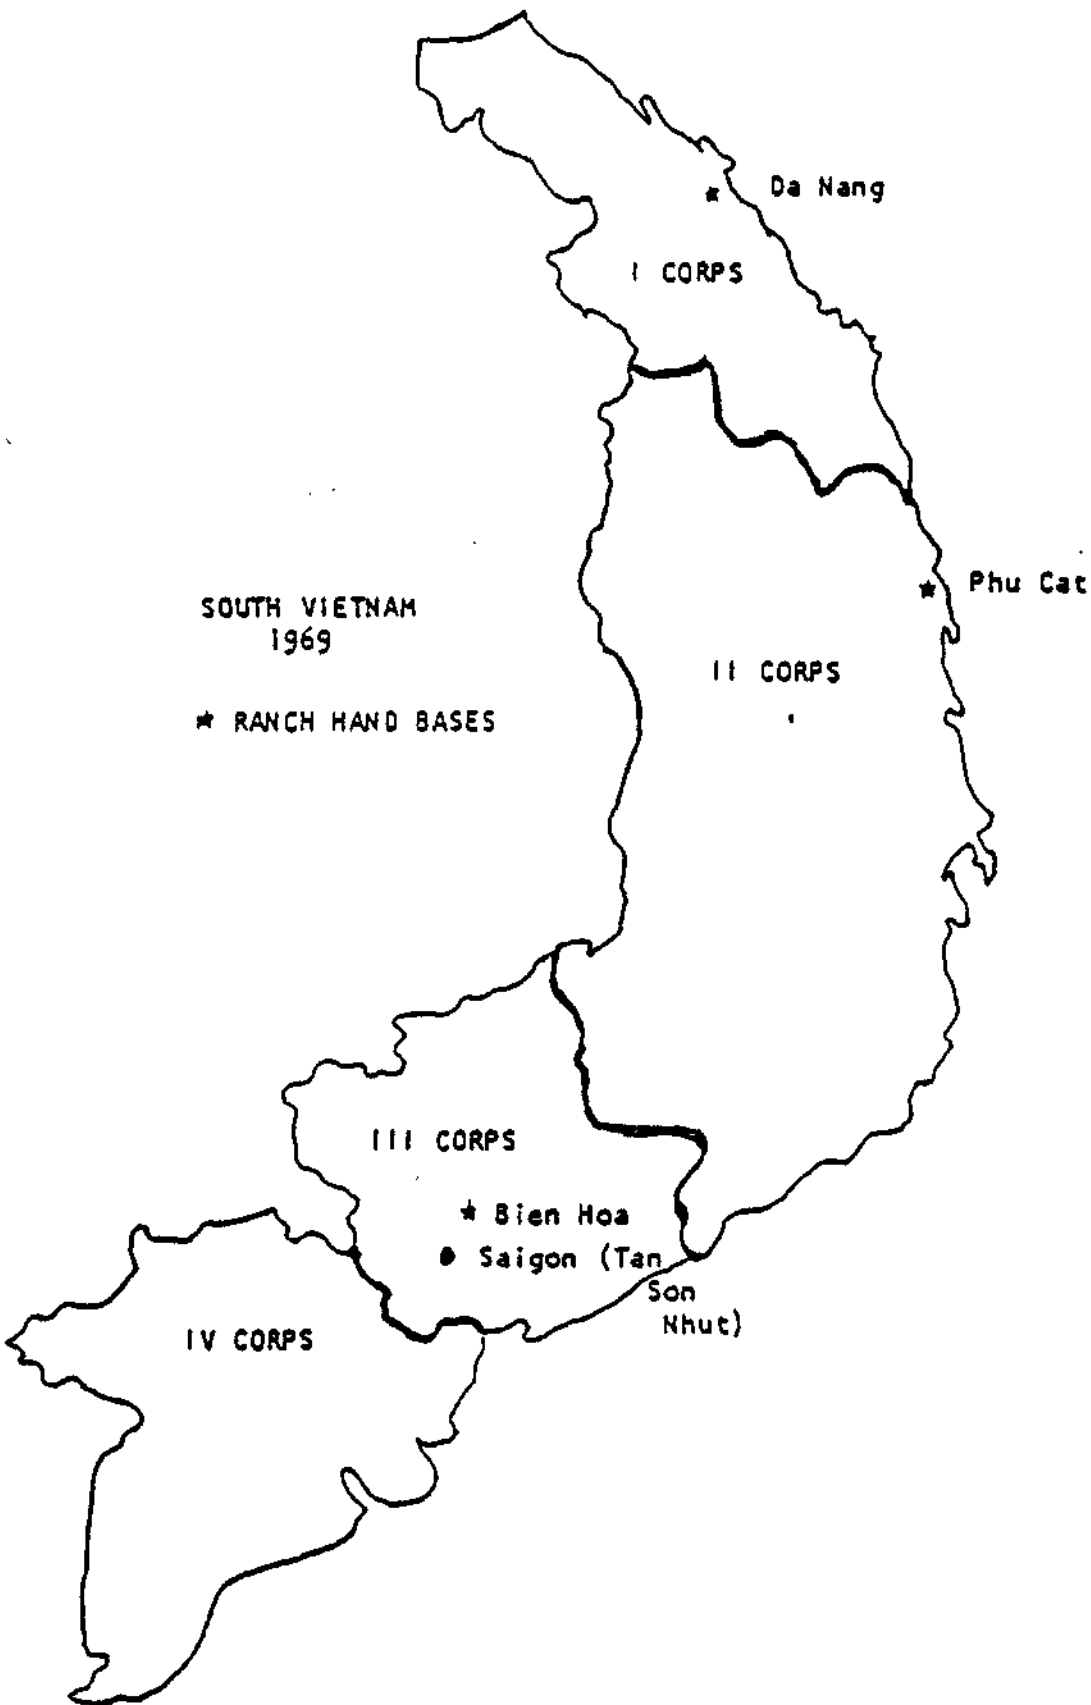 Da Nang
I CORPS
Phu Cat
SOUTH VIETNAM
1969
II CORPS
★ RANCH HAND BASES
III CORPS
Bien Hoa
Saigon (Tan
Son
Nhut)
IV CORPS